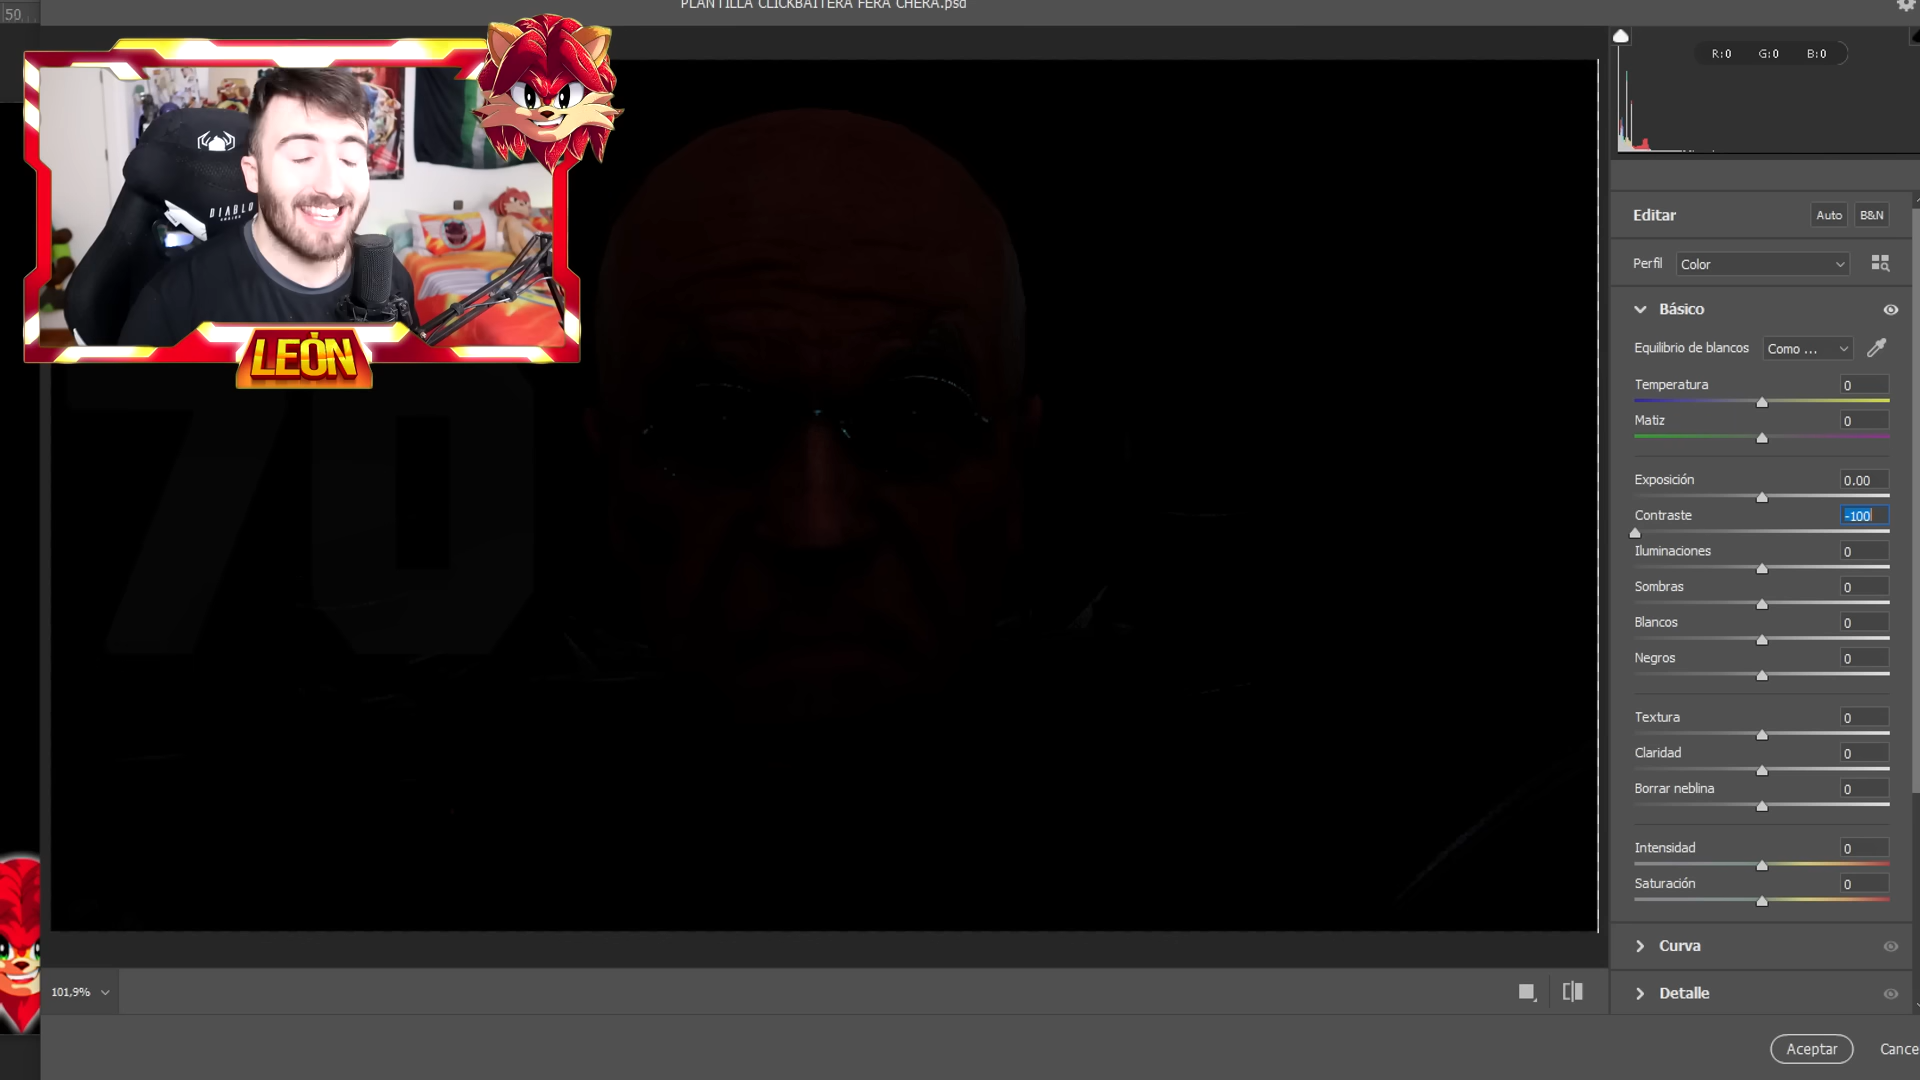 50
PLANTILLA CLICKBAITERA FERA CHERA.psd
R:0 G:0 B:0
DIABLO
LEÓN
70
Editar
Auto
B&N
Perfil
Color
Básico
Equilibrio de blancos
Como ...
Temperatura
0
Matiz
0
Exposición
0.00
Contraste
-100
Iluminaciones
0
Sombras
0
Blancos
0
Negros
0
Textura
0
Claridad
0
Borrar neblina
0
Intensidad
0
Saturación
0
Curva
Detalle
101,9%
Aceptar
Cance